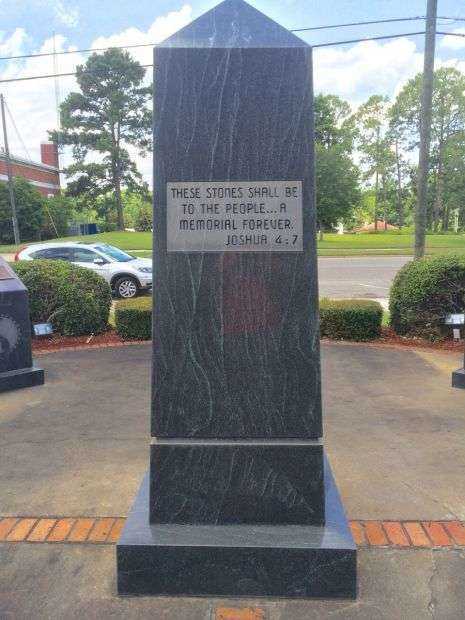 THESE STONES SHALL BE
TO THE PEOPLE...A
MEMORIAL FOREVER.
JOSHUA 4:7